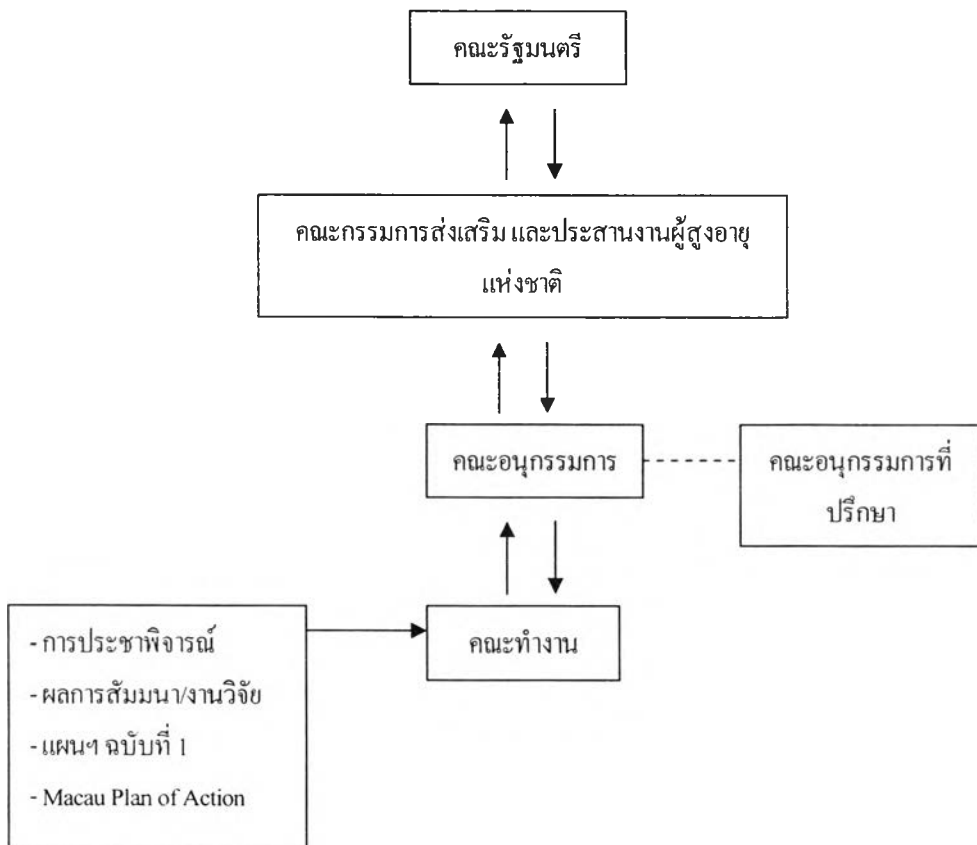 คณะรัฐมนตรี
คณะกรรมการส่งเสริม และประสานงานผู้สูงอายุ
แห่งชาติ
คณะอนุกรรมการ
คณะอนุกรรมการที่
ปรึกษา
คณะทำงาน
- การประชาพิจารณ์
- ผลการสัมมนา/งานวิจัย
- แผนฯ ฉบับที่ 1
- Macau Plan of Action